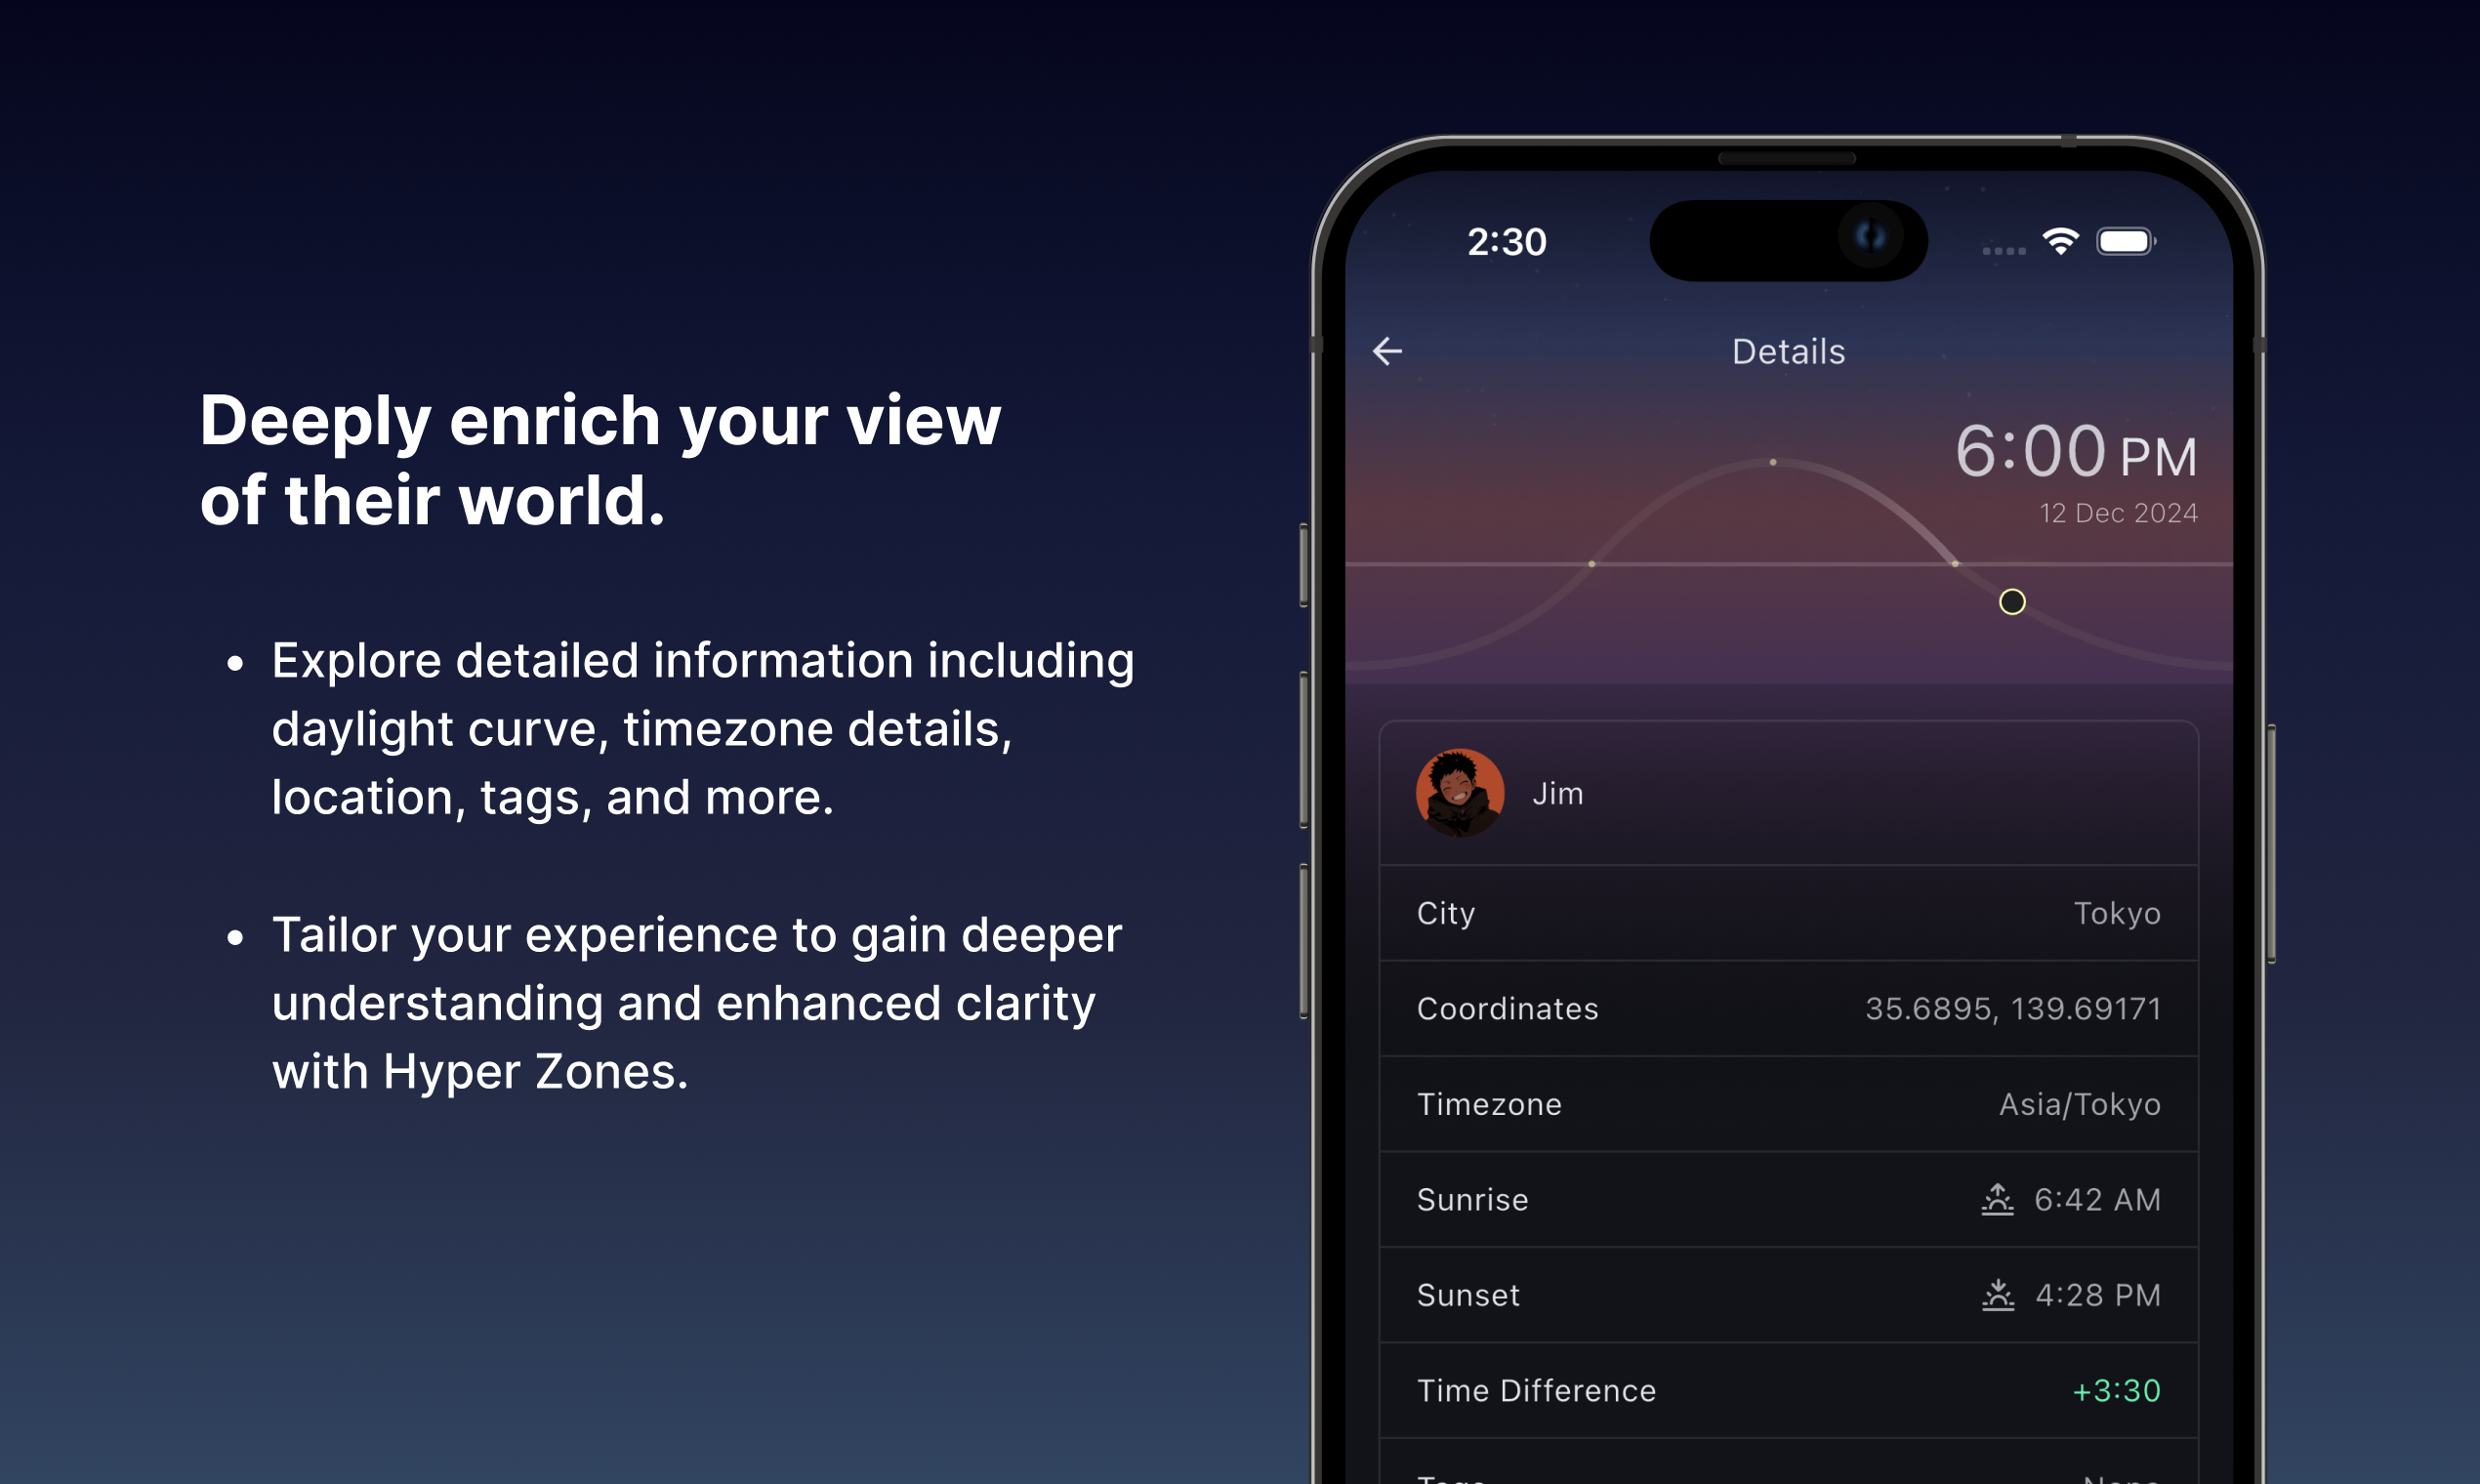 Deeply enrich your view
of their world.
• Explore detailed information including
daylight curve, timezone details,
location, tags, and more.
• Tailor your experience to gain deeper
understanding and enhanced clarity
with Hyper Zones.
2:30
Details
6:00 PM
12 Dec 2024
Jim
City Tokyo
Coordinates 35.6895, 139.69171
Timezone Asia/Tokyo
Sunrise 6:42 AM
Sunset 4:28 PM
Time Difference +3:30